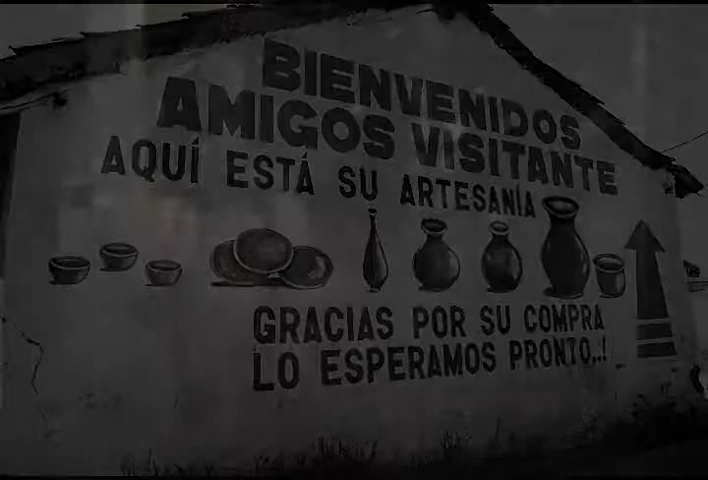 BIENVENIDOS
AMIGOS VISITANTE
AQUÍ ESTÁ SU ARTESANÍA
GRACIAS POR SU COMPRA
LO ESPERAMOS PRONTO..!